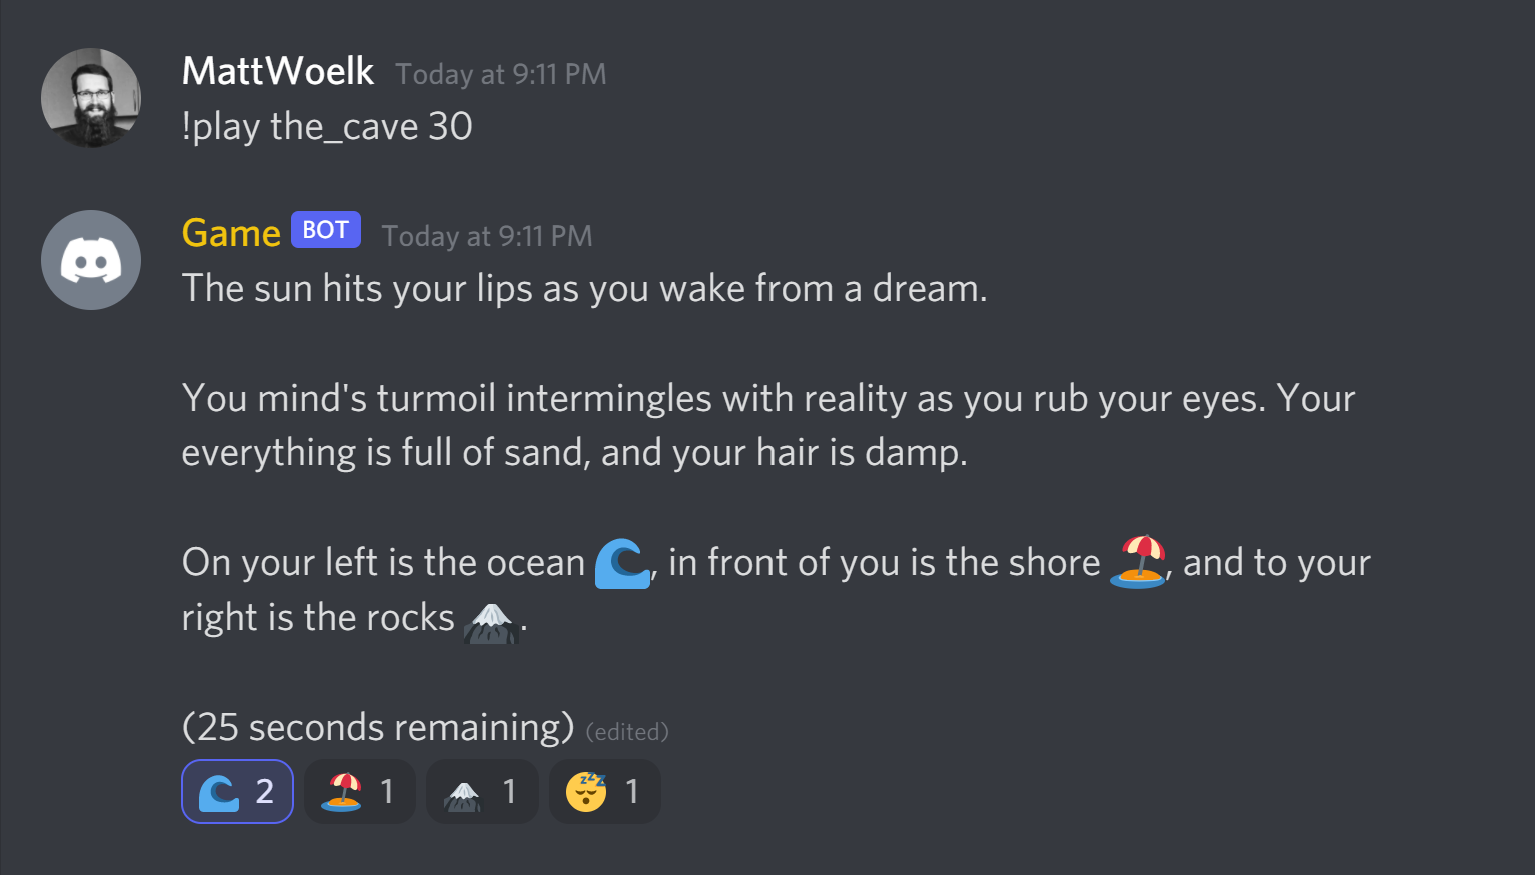 MattWoelk Today at 9:11 PM
!play the_cave 30
Game BOT Today at 9:11 PM
The sun hits your lips as you wake from a dream.
You mind's turmoil intermingles with reality as you rub your eyes. Your
everything is full of sand, and your hair is damp.
On your left is the ocean 🌊, in front of you is the shore 🏖️, and to your
right is the rocks 🏔️.
(25 seconds remaining) (edited)
🌊 2 🏖️ 1 🏔️ 1 😴 1